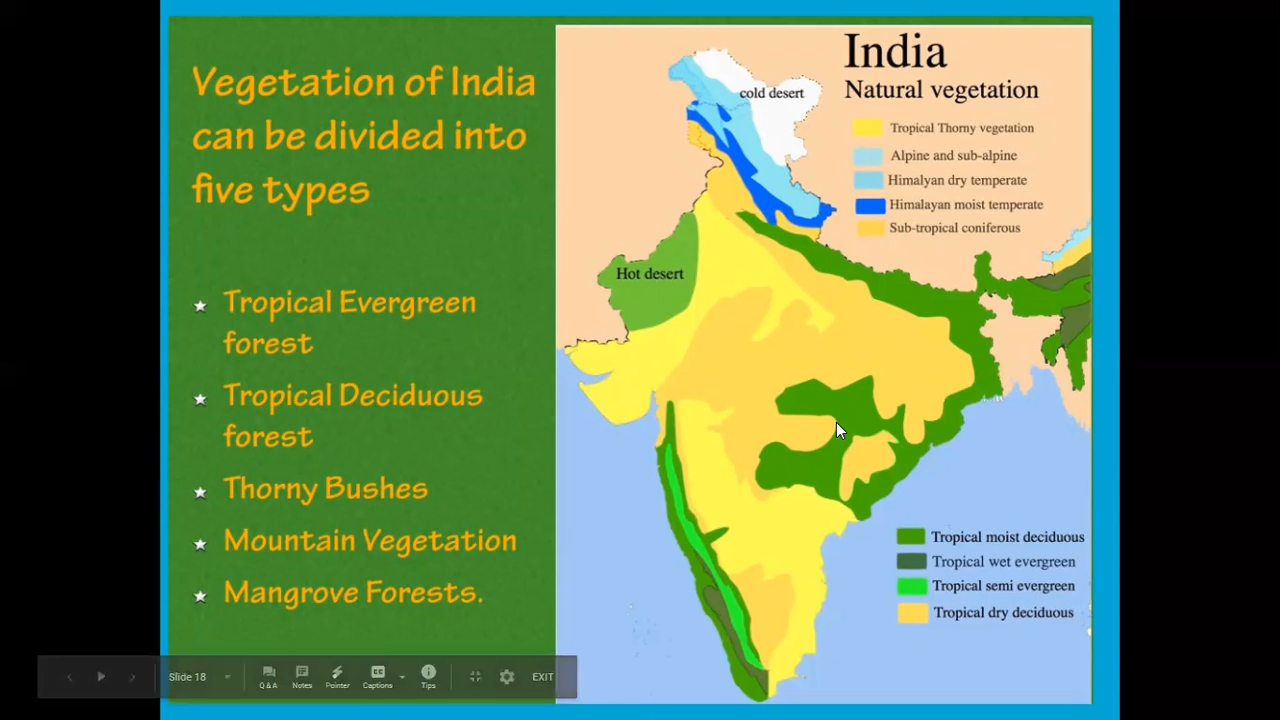 Vegetation of India
can be divided into
five types
Tropical Evergreen
forest
Tropical Deciduous
forest
Thorny Bushes
Mountain Vegetation
Mangrove Forests.
India
Natural vegetation
Tropical Thorny vegetation
Alpine and sub-alpine
Himalyan dry temperate
Himalayan moist temperate
Sub-tropical coniferous
cold desert
Hot desert
Tropical moist deciduous
Tropical wet evergreen
Tropical semi evergreen
Tropical dry deciduous
Slide 18
Q & A
Notes
Pointer
CC
Captions
Tips
EXIT